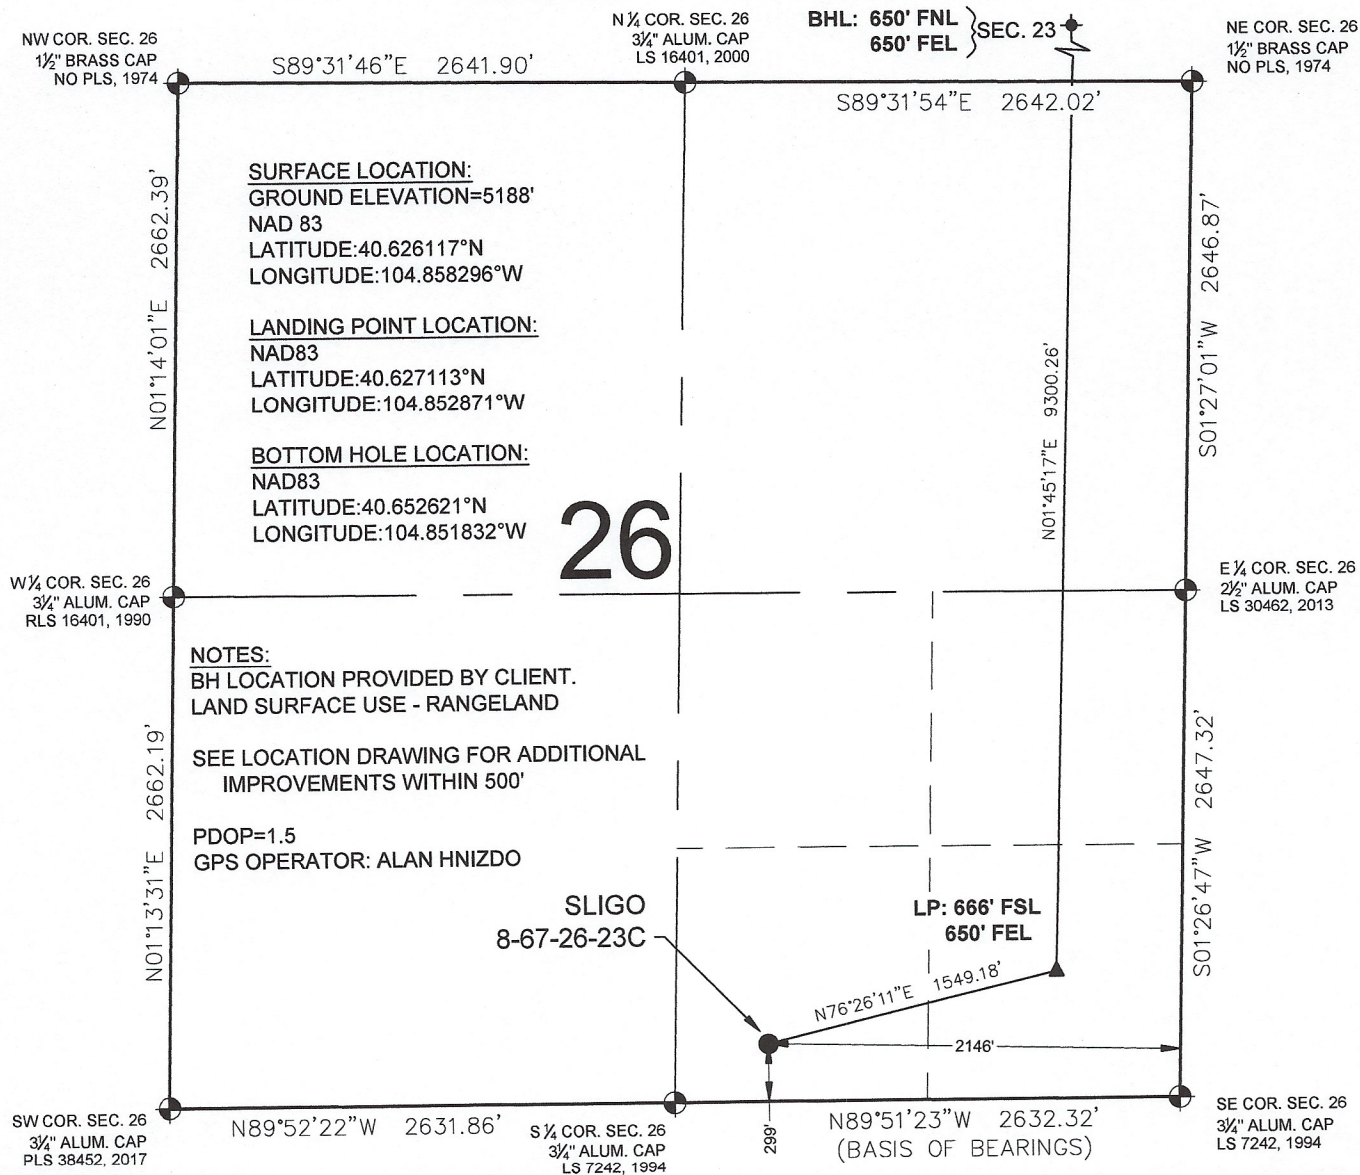 NW COR. SEC. 26
1½" BRASS CAP
NO PLS, 1974
S89°31'46"E 2641.90'
N ¼ COR. SEC. 26
3¼" ALUM. CAP
LS 16401, 2000
BHL: 650' FNL
650' FEL
SEC. 23
NE COR. SEC. 26
1½" BRASS CAP
NO PLS, 1974
S89°31'54"E 2642.02'
N01°14'01"E 2662.39'
SURFACE LOCATION:
GROUND ELEVATION=5188'
NAD 83
LATITUDE:40.626117°N
LONGITUDE:104.858296°W
LANDING POINT LOCATION:
NAD83
LATITUDE:40.627113°N
LONGITUDE:104.852871°W
BOTTOM HOLE LOCATION:
NAD83
LATITUDE:40.652621°N
LONGITUDE:104.851832°W
26
N01°45'17"E 9300.26'
S01°27'01"W 2646.87'
W ¼ COR. SEC. 26
3¼" ALUM. CAP
RLS 16401, 1990
E ¼ COR. SEC. 26
2½" ALUM. CAP
LS 30462, 2013
NOTES:
BH LOCATION PROVIDED BY CLIENT.
LAND SURFACE USE - RANGELAND
SEE LOCATION DRAWING FOR ADDITIONAL
IMPROVEMENTS WITHIN 500'
PDOP=1.5
GPS OPERATOR: ALAN HNIZDO
N01°13'31"E 2662.19'
S01°26'47"W 2647.32'
SLIGO
8-67-26-23C
LP: 666' FSL
650' FEL
N76°26'11"E 1549.18'
2146'
299'
SW COR. SEC. 26
3¼" ALUM. CAP
PLS 38452, 2017
N89°52'22"W 2631.86'
S ¼ COR. SEC. 26
3¼" ALUM. CAP
LS 7242, 1994
N89°51'23"W 2632.32'
(BASIS OF BEARINGS)
SE COR. SEC. 26
3¼" ALUM. CAP
LS 7242, 1994